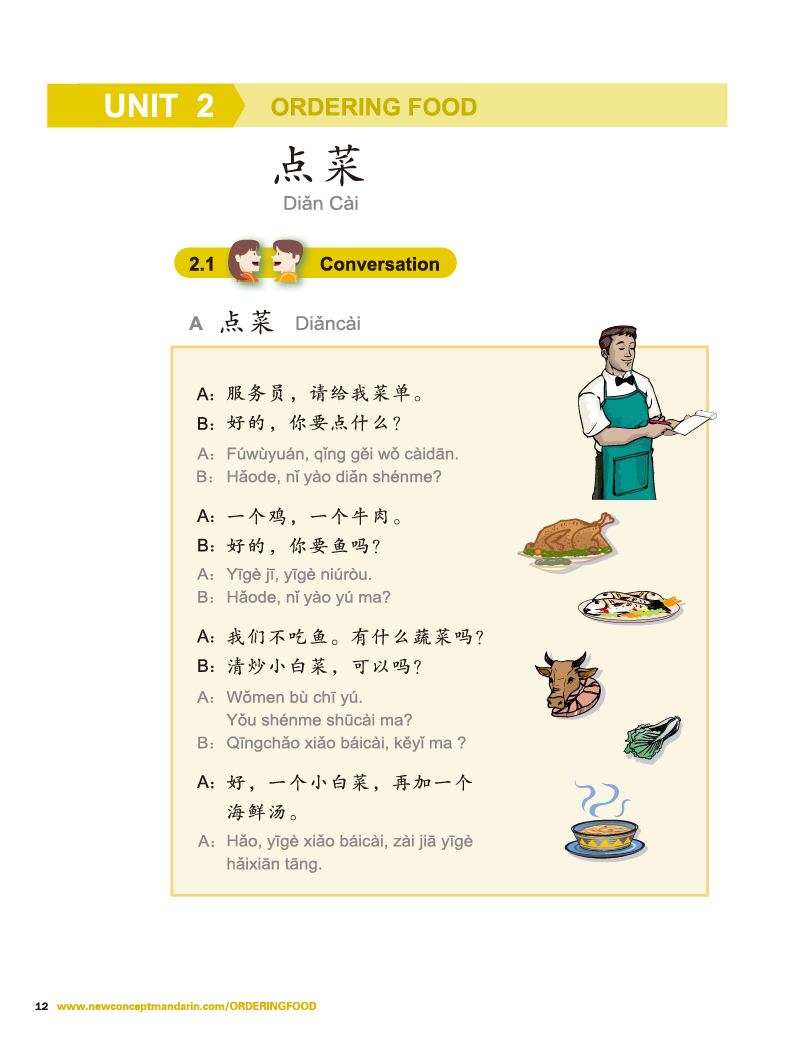 UNIT 2
ORDERING FOOD
点菜
Diǎn Cài
2.1 Conversation
A 点菜 Diǎncài
A：服务员，请给我菜单。
B：好的，你要点什么？
A： Fúwùyuán, qǐng gěi wǒ càidān.
B： Hǎode, nǐ yào diǎn shénme?
A：一个鸡，一个牛肉。
B：好的，你要鱼吗？
A： Yīgè jī, yīgè niúròu.
B： Hǎode, nǐ yào yú ma?
A：我们不吃鱼。有什么蔬菜吗？
B：清炒小白菜，可以吗？
A： Wǒmen bù chī yú.
Yǒu shénme shūcài ma?
B： Qīngchǎo xiǎo báicài, kěyǐ ma ?
A：好，一个小白菜，再加一个
海鲜汤。
A： Hǎo, yīgè xiǎo báicài, zài jiā yīgè
hǎixiān tāng.
12 www.newconceptmandarin.com/ORDERINGFOOD